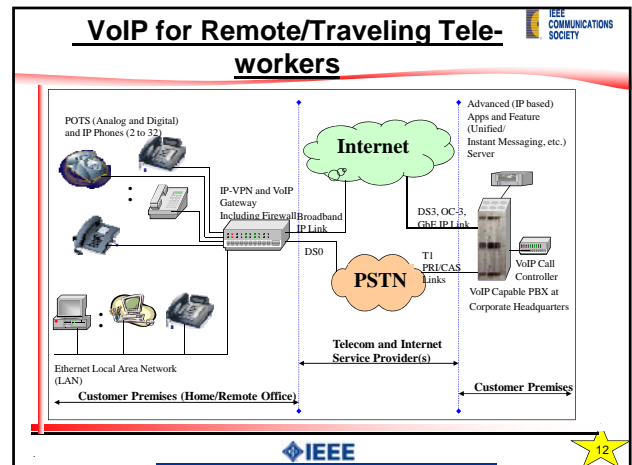 VoIP for Remote/Traveling Tele-
workers
IEEE
COMMUNICATIONS
SOCIETY
POTS (Analog and Digital)
and IP Phones (2 to 32)
:
IP-VPN and VoIP
Gateway
Including Firewall
Broadband
IP Link
DS0
Internet
PSTN
Advanced (IP based)
Apps and Feature
(Unified/
Instant Messaging, etc.)
Server
DS3, OC-3,
GbE IP Link
T1
PRI/CAS
Links
VoIP Call
Controller
VoIP Capable PBX at
Corporate Headquarters
:
Ethernet Local Area Network
(LAN)
Telecom and Internet
Service Provider(s)
Customer Premises (Home/Remote Office)
Customer Premises
.
IEEE
12